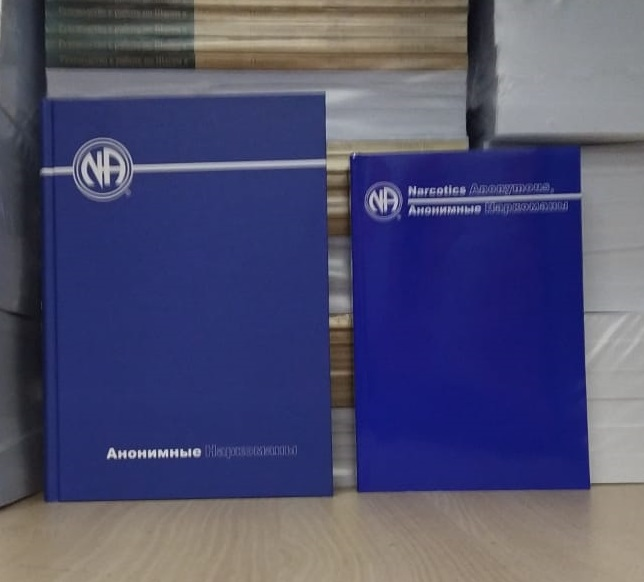 NA
Анонимные Наркоманы
NA
Narcotics Anonymous,
Анонимные Наркоманы